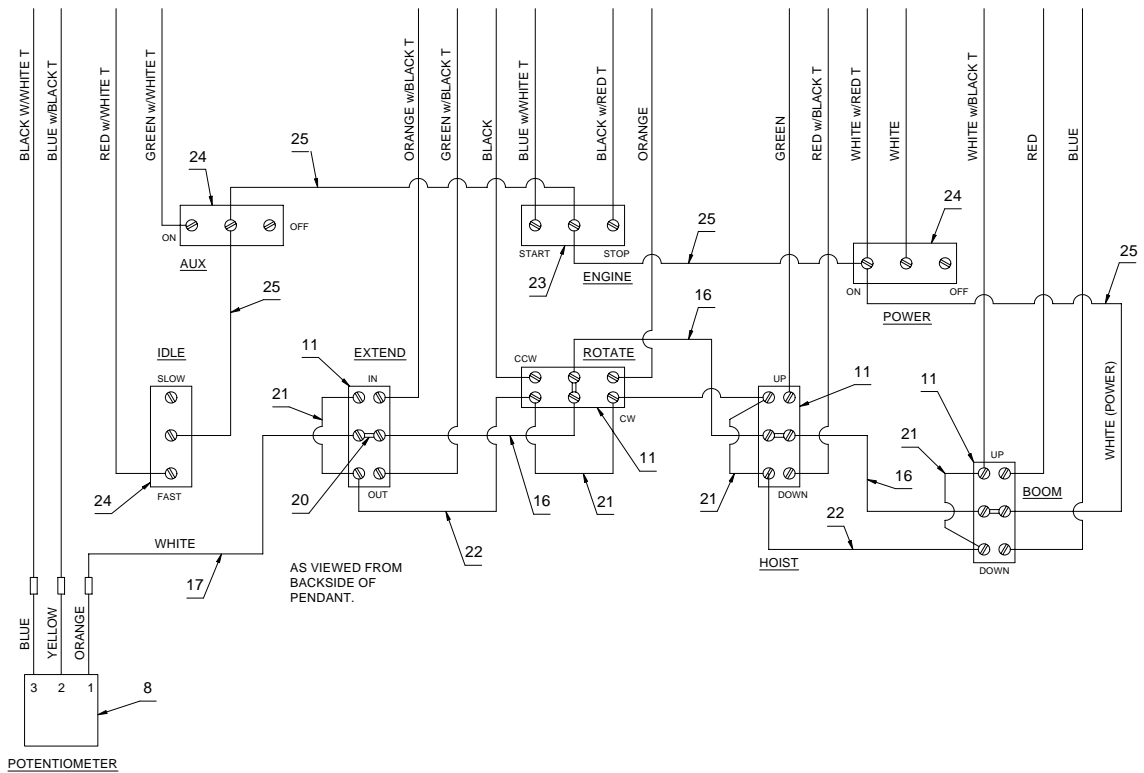 BLACK W/WHITE T
BLUE w/BLACK T
RED w/WHITE T
GREEN w/WHITE T
ORANGE w/BLACK T
GREEN w/BLACK T
BLACK
BLUE w/WHITE T
BLACK w/RED T
ORANGE
GREEN
RED w/BLACK T
WHITE w/RED T
WHITE
WHITE w/BLACK T
RED
BLUE
24
25
ON
OFF
AUX
25
START
STOP
23
ENGINE
25
24
ON
OFF
POWER
25
WHITE (POWER)
IDLE
SLOW
FAST
24
11
EXTEND
IN
21
20
OUT
22
16
CCW
ROTATE
CW
11
21
16
UP
11
21
DOWN
HOIST
16
22
11
21
UP
BOOM
DOWN
WHITE
17
AS VIEWED FROM
BACKSIDE OF
PENDANT.
BLUE
YELLOW
ORANGE
3 2 1
8
POTENTIOMETER